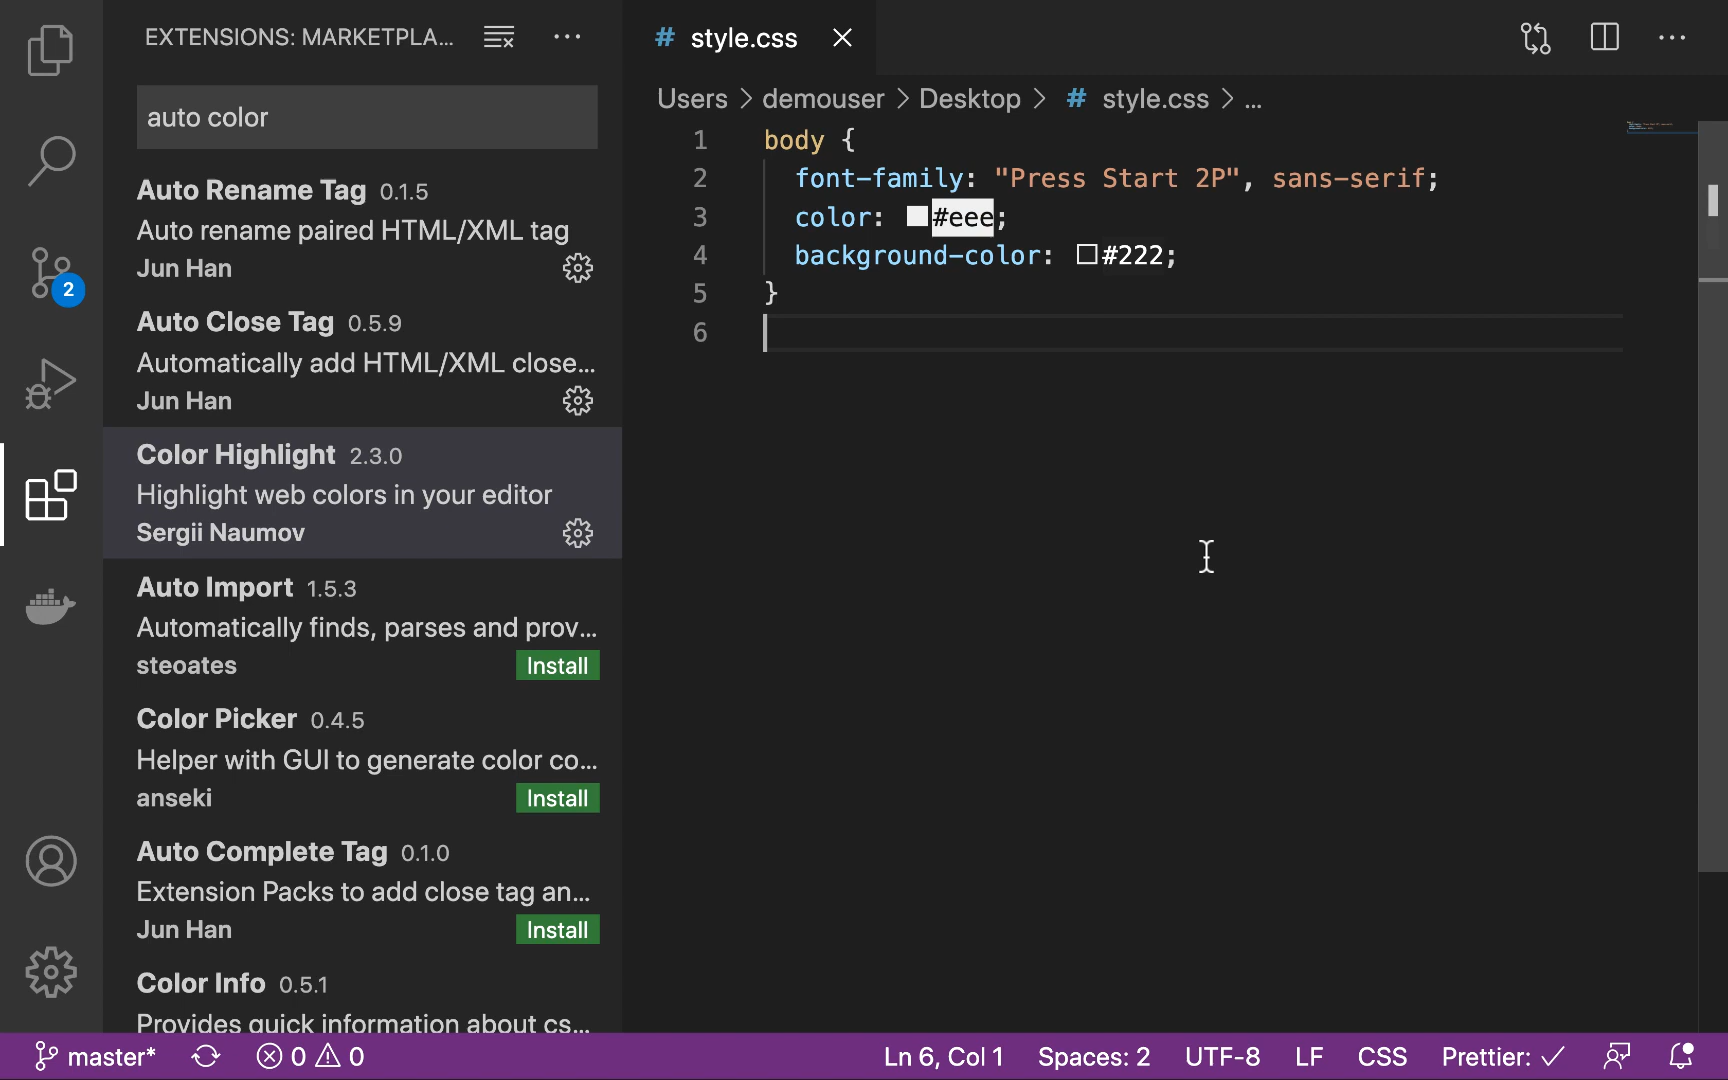 EXTENSIONS: MARKETPLA...
auto color
Auto Rename Tag 0.1.5
Auto rename paired HTML/XML tag
Jun Han
Auto Close Tag 0.5.9
Automatically add HTML/XML close...
Jun Han
Color Highlight 2.3.0
Highlight web colors in your editor
Sergii Naumov
Auto Import 1.5.3
Automatically finds, parses and prov...
steoates Install
Color Picker 0.4.5
Helper with GUI to generate color co...
anseki Install
Auto Complete Tag 0.1.0
Extension Packs to add close tag an...
Jun Han Install
Color Info 0.5.1
Provides quick information about cs...
2
# style.css
Users > demouser > Desktop > # style.css > ...
1 body {
2 font-family: "Press Start 2P", sans-serif;
3 color: #eee;
4 background-color: #222;
5 }
6
master* 0 0 Ln 6, Col 1 Spaces: 2 UTF-8 LF CSS Prettier: ✓